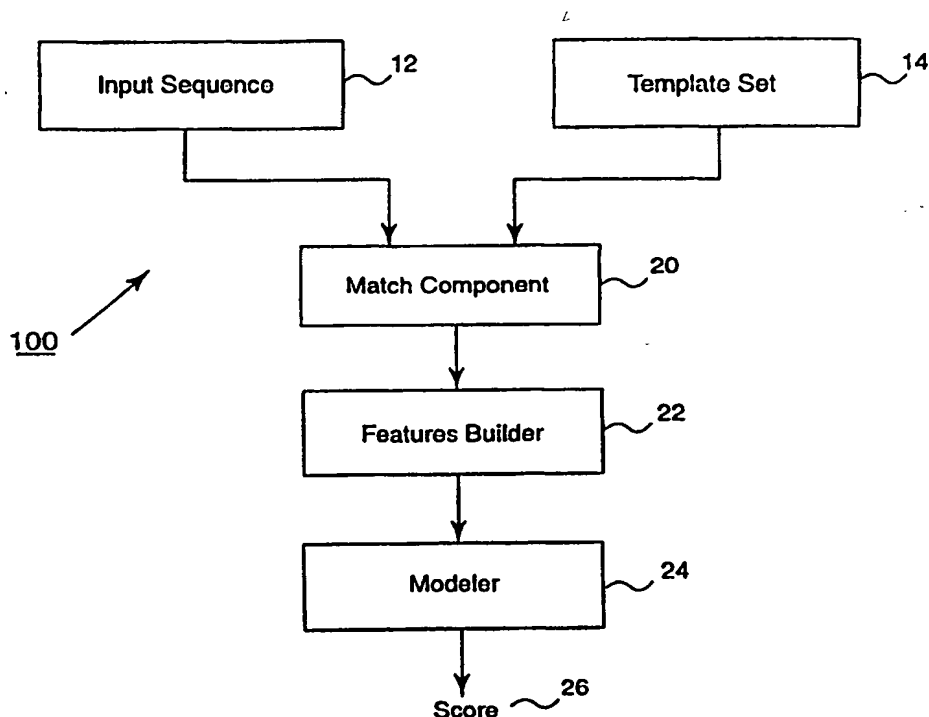 Input Sequence
12
Template Set
14
Match Component
20
100
Features Builder
22
Modeler
24
Score
26